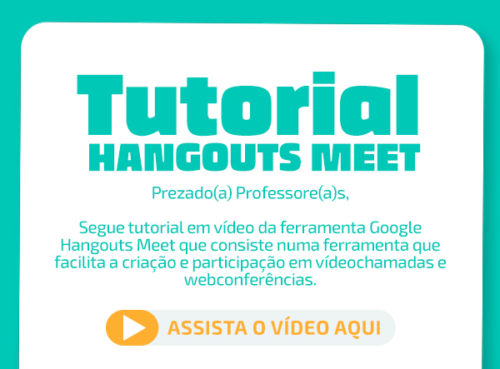 Tutorial
HANGOUTS MEET
Prezado(a) Professore(a)s,
Segue tutorial em vídeo da ferramenta Google
Hangouts Meet que consiste numa ferramenta que
facilita a criação e participação em vídeochamadas e
webconferências.
ASSISTA O VÍDEO AQUI